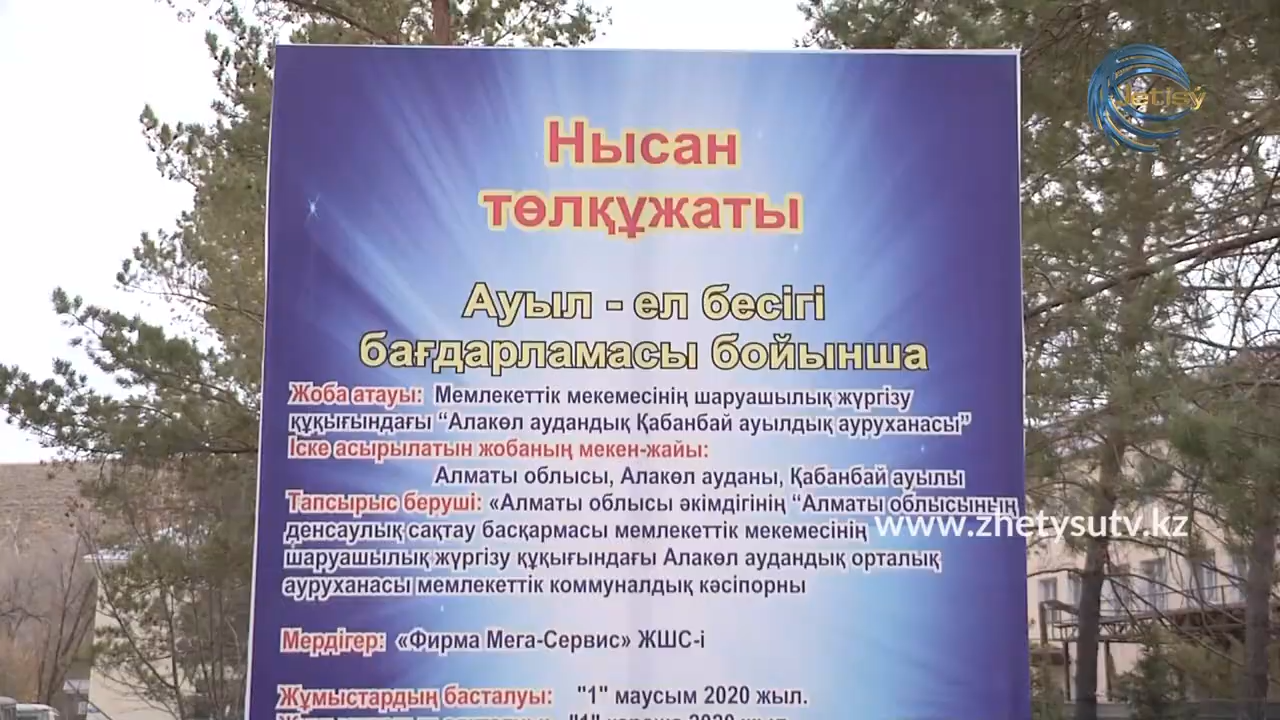 Jetisý
Нысан
төлқұжаты
Ауыл - ел бесігі
бағдарламасы бойынша
Жоба атауы: Мемлекеттік мекемесінің шаруашылық жүргізу
құқығындағы “Алакөл аудандық Қабанбай ауылдық ауруханасы”
Іске асырылатын жобаның мекен-жайы:
Алматы облысы, Алакөл ауданы, Қабанбай ауылы
Тапсырыс беруші: «Алматы облысы әкімдігінің “Алматы облысының
денсаулық сақтау басқармасы мемлекеттік мекемесінің
www.zhetysutv.kz
шаруашылық жүргізу құқығындағы Алакөл аудандық орталық
ауруханасы мемлекеттік коммуналдық кәсіпорны
Мердігер: «Фирма Мега-Сервис» ЖШС-і
Жұмыстардың басталуы: "1" маусым 2020 жыл.